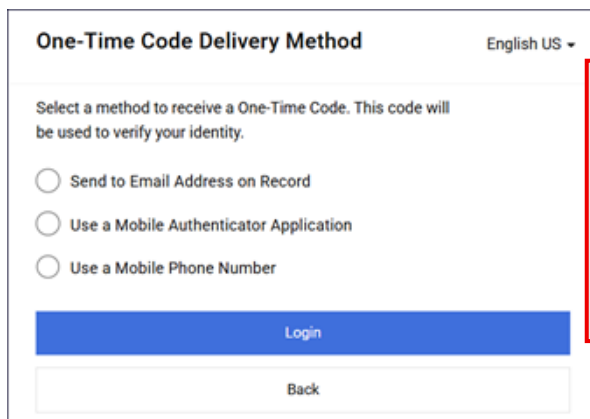 One-Time Code Delivery Method
English US
Select a method to receive a One-Time Code. This code will
be used to verify your identity.
Send to Email Address on Record
Use a Mobile Authenticator Application
Use a Mobile Phone Number
Login
Back